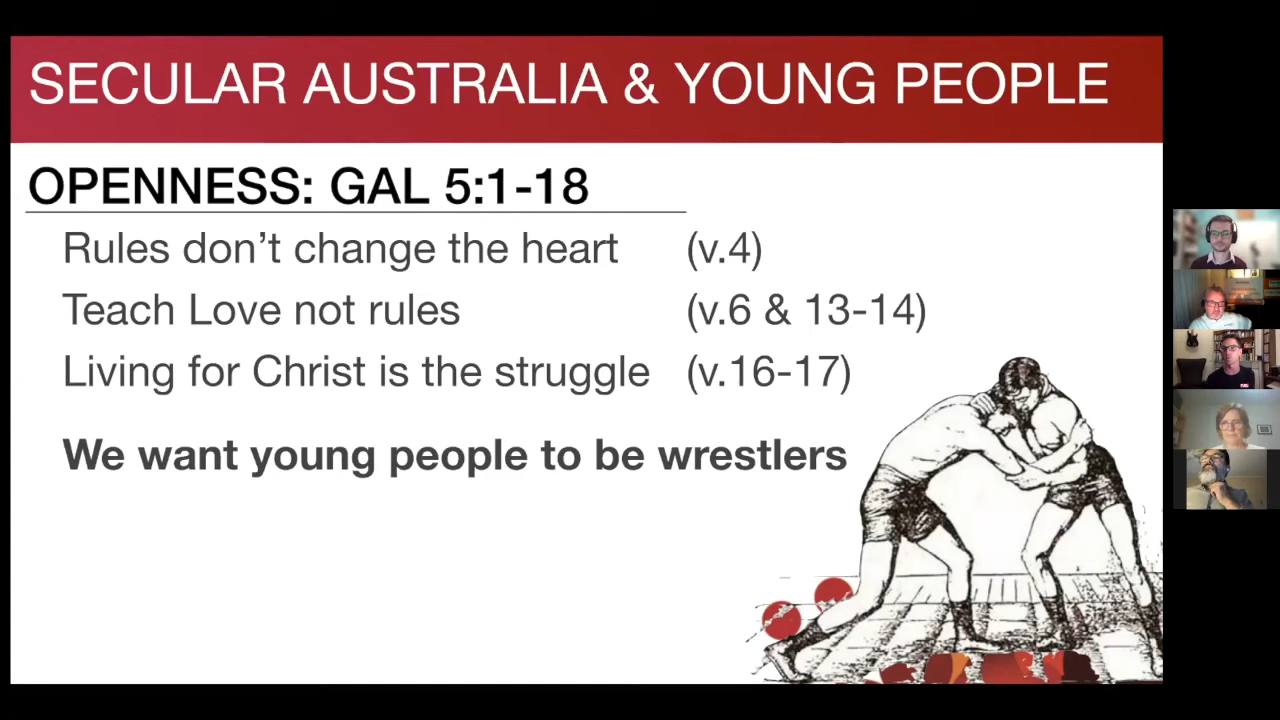 SECULAR AUSTRALIA & YOUNG PEOPLE
OPENNESS: GAL 5:1-18
Rules don’t change the heart (v.4)
Teach Love not rules (v.6 & 13-14)
Living for Christ is the struggle (v.16-17)
We want young people to be wrestlers